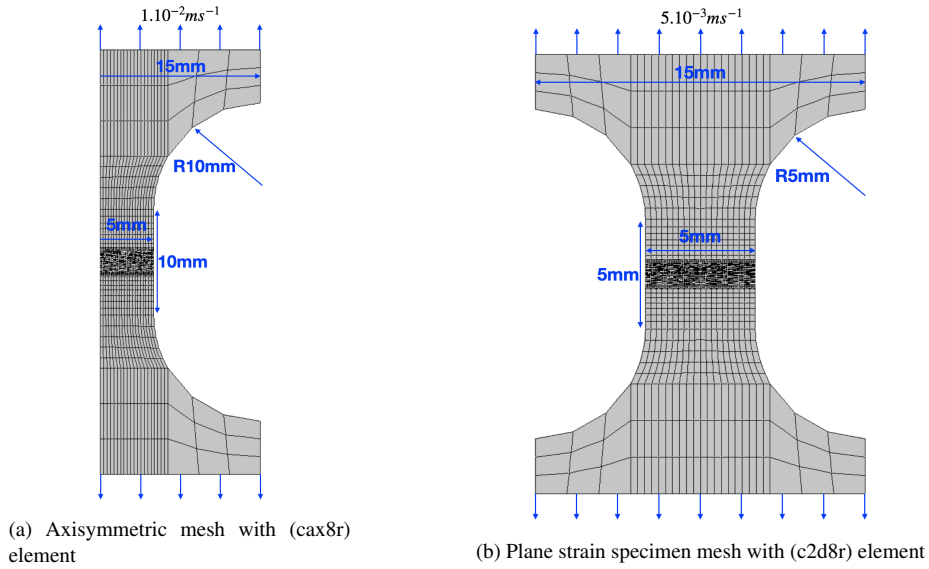 1.10⁻²ms⁻¹
15mm
R10mm
5mm
10mm
(a) Axisymmetric mesh with (cax8r)
element
5.10⁻³ms⁻¹
15mm
R5mm
5mm
5mm
(b) Plane strain specimen mesh with (c2d8r) element